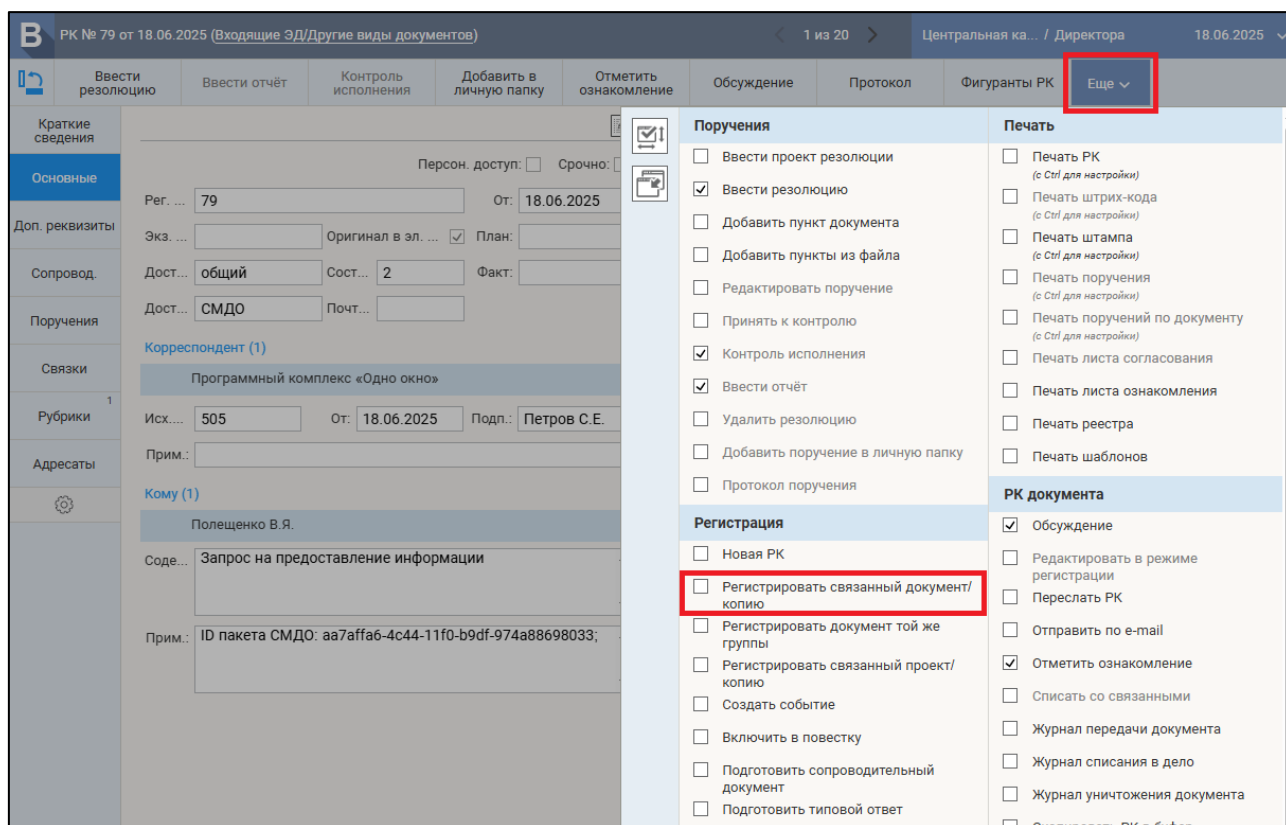 В РК № 79 от 18.06.2025 (Входящие ЭД/Другие виды документов) 1 из 20 Центральная ка... / Директора 18.06.2025
Ввести резолюцию
Ввести отчёт
Контроль исполнения
Добавить в личную папку
Отметить ознакомление
Обсуждение
Протокол
Фигуранты РК
Еще
Краткие сведения
Основные
Доп. реквизиты
Сопровод.
Поручения
Связки
Рубрики 1
Адресаты
Персон. доступ: Срочно:
Рег. ... 79 От: 18.06.2025
Экз. ... Оригинал в эл. ... План:
Дост... общий Сост... 2 Факт:
Дост... СМДО Почт...
Корреспондент (1)
Программный комплекс «Одно окно»
Исх.... 505 От: 18.06.2025 Подп.: Петров С.Е.
Прим.:
Кому (1)
Полещенко В.Я.
Соде... Запрос на предоставление информации
Прим.: ID пакета СМДО: aa7affa6-4c44-11f0-b9df-974a88698033;
Поручения
Ввести проект резолюции
Ввести резолюцию
Добавить пункт документа
Добавить пункты из файла
Редактировать поручение
Принять к контролю
Контроль исполнения
Ввести отчёт
Удалить резолюцию
Добавить поручение в личную папку
Протокол поручения
Регистрация
Новая РК
Регистрировать связанный документ/
копию
Регистрировать документ той же
группы
Регистрировать связанный проект/
копию
Создать событие
Включить в повестку
Подготовить сопроводительный
документ
Подготовить типовой ответ
Печать
Печать РК
(с Ctrl для настройки)
Печать штрих-кода
(с Ctrl для настройки)
Печать штампа
(с Ctrl для настройки)
Печать поручения
(с Ctrl для настройки)
Печать поручений по документу
(с Ctrl для настройки)
Печать листа согласования
Печать листа ознакомления
Печать реестра
Печать шаблонов
РК документа
Обсуждение
Редактировать в режиме
регистрации
Переслать РК
Отправить по e-mail
Отметить ознакомление
Списать со связанными
Журнал передачи документа
Журнал списания в дело
Журнал уничтожения документа